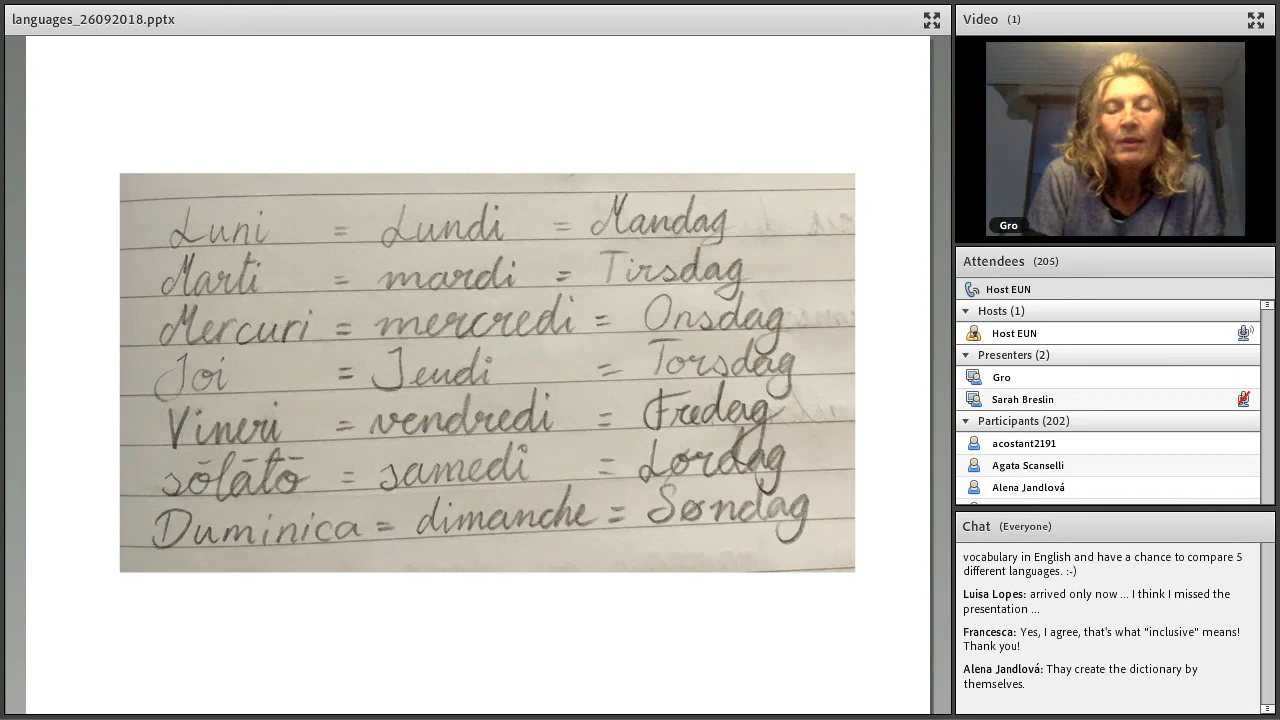 languages_26092018.pptx
Luni = Lundi = Mandag
Marti = mardi = Tirsdag
Mercuri = mercredi = Onsdag
Joi = Jeudi = Torsdag
Vineri = vendredi = Fredag
sōlātō = samedi = Lørdag
Duminica = dimanche = Søndag
Video (1)
Gro
Attendees (205)
Host EUN
Hosts (1)
Host EUN
Presenters (2)
Gro
Sarah Breslin
Participants (202)
acostant2191
Agata Scanselli
Alena Jandlová
Chat (Everyone)
vocabulary in English and have a chance to compare 5
different languages. :-)
Luisa Lopes: arrived only now ... I think I missed the
presentation ...
Francesca: Yes, I agree, that's what "inclusive" means!
Thank you!
Alena Jandlová: Thay create the dictionary by
themselves.